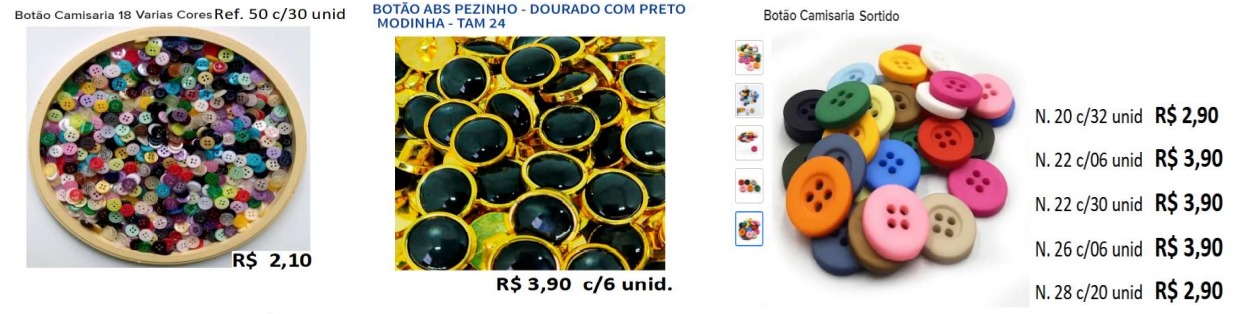 Botão Camisaria 18 Varias Cores Ref. 50 c/30 unid
R$ 2,10
BOTÃO ABS PEZINHO - DOURADO COM PRETO
MODINHA - TAM 24
R$ 3,90 c/6 unid.
Botão Camisaria Sortido
N. 20 c/32 unid R$ 2,90
N. 22 c/06 unid R$ 3,90
N. 22 c/30 unid R$ 3,90
N. 26 c/06 unid R$ 3,90
N. 28 c/20 unid R$ 2,90